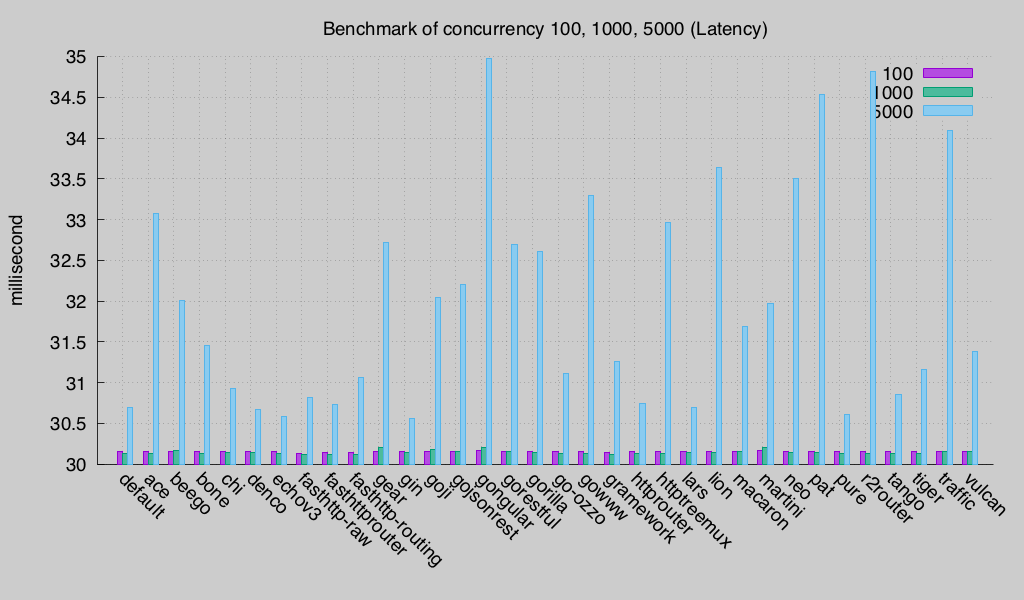 Benchmark of concurrency 100, 1000, 5000 (Latency)
100
1000
5000
35
34.5
34
33.5
33
32.5
32
31.5
31
30.5
30
millisecond
default
ace
beego
bone
chi
denco
echov3
fasthttp-raw
fasthttprouter
fasthttp-routing
gear
gin
goji
gojsonrest
gongular
gorestful
gorilla
go-ozzo
gowww
gramework
httprouter
httptreemux
lars
lion
macaron
martini
neo
pat
pure
r2router
tango
tiger
traffic
vulcan